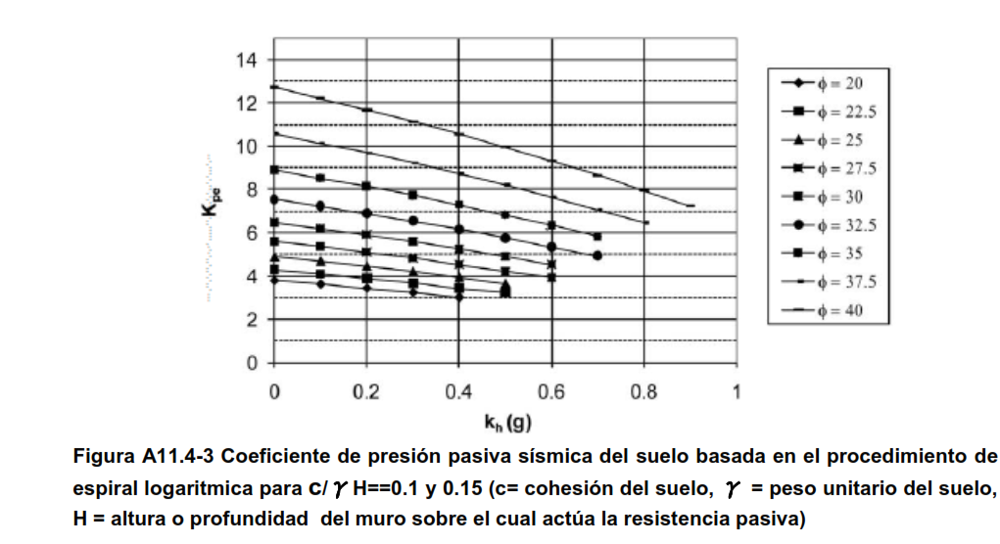 14
12
10
8
6
4
2
0
Kpe
0 0.2 0.4 0.6 0.8 1
kh (g)
ϕ = 20
ϕ = 22.5
ϕ = 25
ϕ = 27.5
ϕ = 30
ϕ = 32.5
ϕ = 35
ϕ = 37.5
ϕ = 40
Figura A11.4-3 Coeficiente de presión pasiva sísmica del suelo basada en el procedimiento de
espiral logaritmica para c/ γ H==0.1 y 0.15 (c= cohesión del suelo, γ = peso unitario del suelo,
H = altura o profundidad del muro sobre el cual actúa la resistencia pasiva)